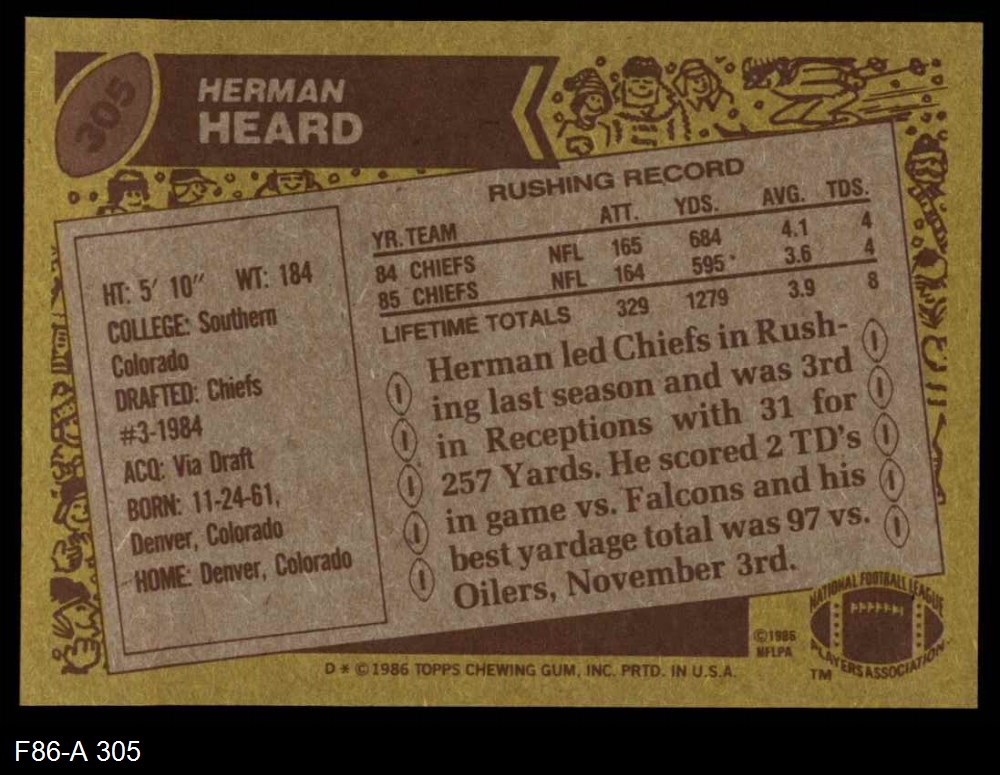 305
HERMAN
HEARD
RUSHING RECORD
YR. TEAM ATT. YDS. AVG. TDS.
84 CHIEFS NFL 165 684 4.1 4
85 CHIEFS NFL 164 595 3.6 4
LIFETIME TOTALS 329 1279 3.9 8
HT: 5' 10" WT: 184
COLLEGE: Southern
Colorado
DRAFTED: Chiefs
#3-1984
ACQ: Via Draft
BORN: 11-24-61,
Denver, Colorado
HOME: Denver, Colorado
Herman led Chiefs in Rush-
ing last season and was 3rd
in Receptions with 31 for
257 Yards. He scored 2 TD's
in game vs. Falcons and his
best yardage total was 97 vs.
Oilers, November 3rd.
©1986
NFLPA
NATIONAL FOOTBALL LEAGUE
PLAYERS ASSOCIATION
TM
D * © 1986 TOPPS CHEWING GUM, INC. PRTD. IN U.S.A.
F86-A 305